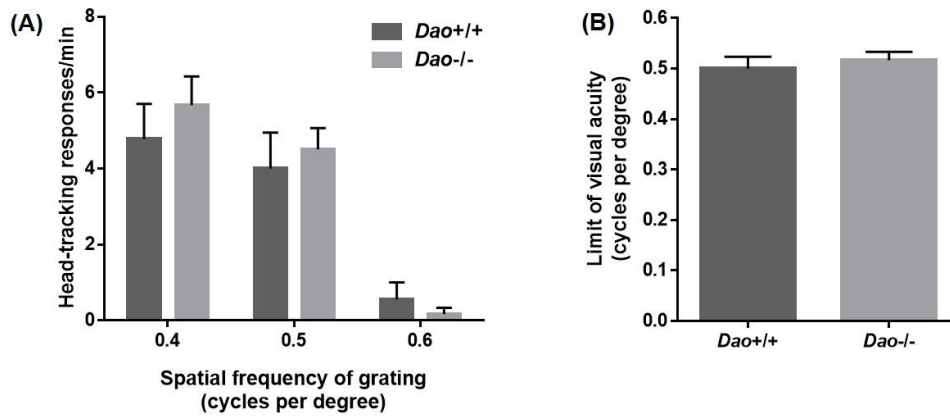 (A)
Head-tracking responses/min
8
6
4
2
0
Dao+/+
Dao-/-
0.4 0.5 0.6
Spatial frequency of grating
(cycles per degree)
(B)
Limit of visual acuity
(cycles per degree)
0.6
0.5
0.4
0.3
0.2
0.1
0.0
Dao+/+ Dao-/-